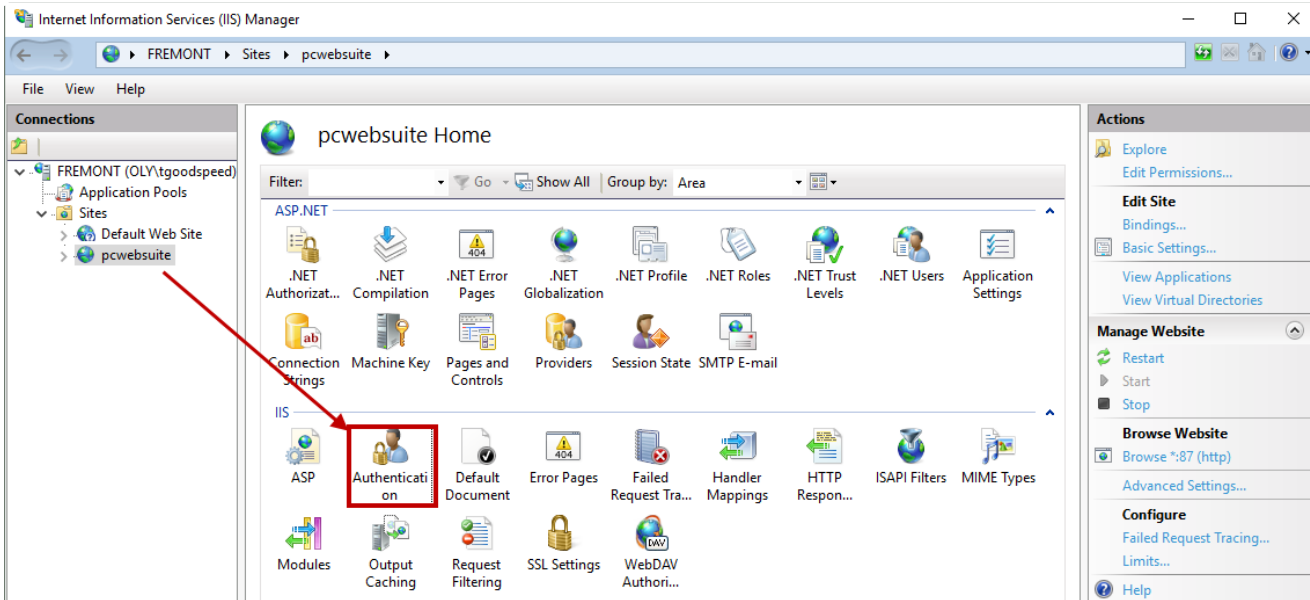 Internet Information Services (IIS) Manager
FREMONT
Sites
pcwebsuite
File View Help
Connections
FREMONT (OLY\tgoodspeed)
Application Pools
Sites
Default Web Site
pcwebsuite
pcwebsuite Home
Filter: Go Show All Group by: Area
ASP.NET
404
.NET
Authorizat...
.NET
Compilation
.NET Error
Pages
.NET
Globalization
.NET Profile
.NET Roles
.NET Trust
Levels
.NET Users
Application
Settings
ab
Connection
Strings
Machine Key
Pages and
Controls
Providers
Session State
SMTP E-mail
IIS
404
ASP
Authenticati
on
Default
Document
Error Pages
Failed
Request Tra...
Handler
Mappings
HTTP
Respon...
ISAPI Filters
MIME Types
DAV
Modules
Output
Caching
Request
Filtering
SSL Settings
WebDAV
Authori...
Actions
Explore
Edit Permissions...
Edit Site
Bindings...
Basic Settings...
View Applications
View Virtual Directories
Manage Website
Restart
Start
Stop
Browse Website
Browse *:87 (http)
Advanced Settings...
Configure
Failed Request Tracing...
Limits...
Help